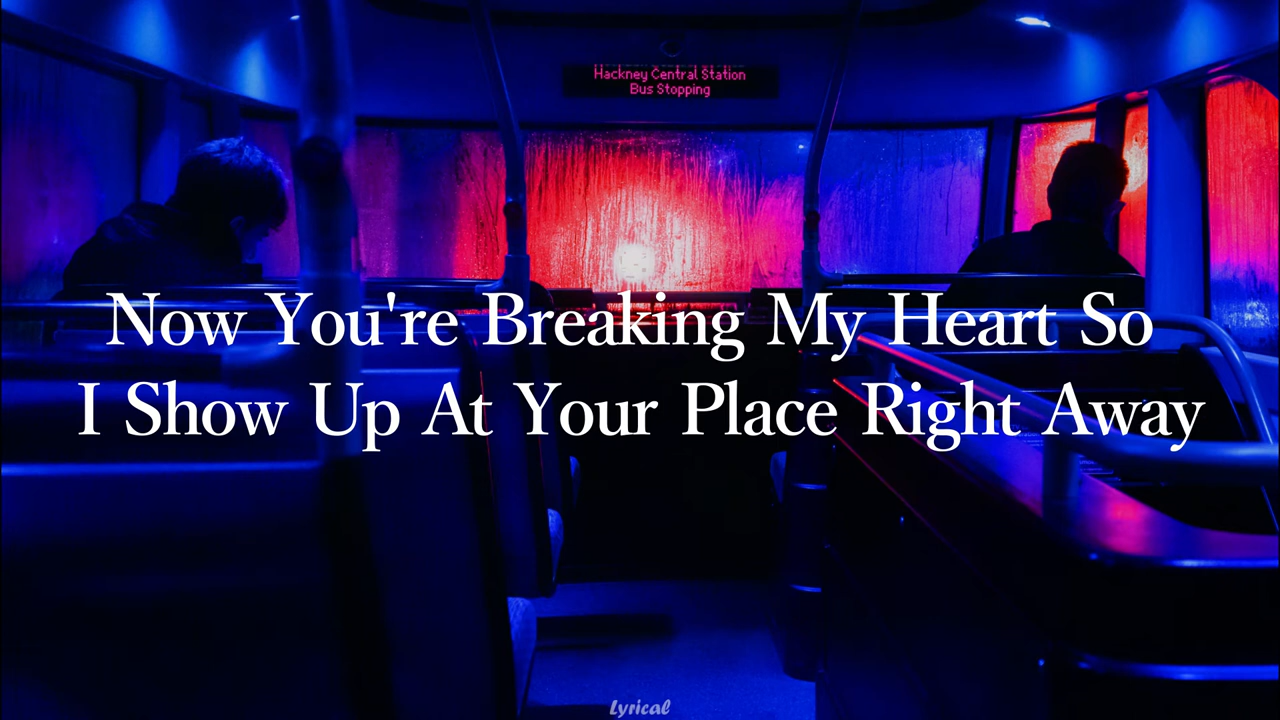 Hackney Central Station
Bus Stopping
Now You're Breaking My Heart So
I Show Up At Your Place Right Away
Lyrical